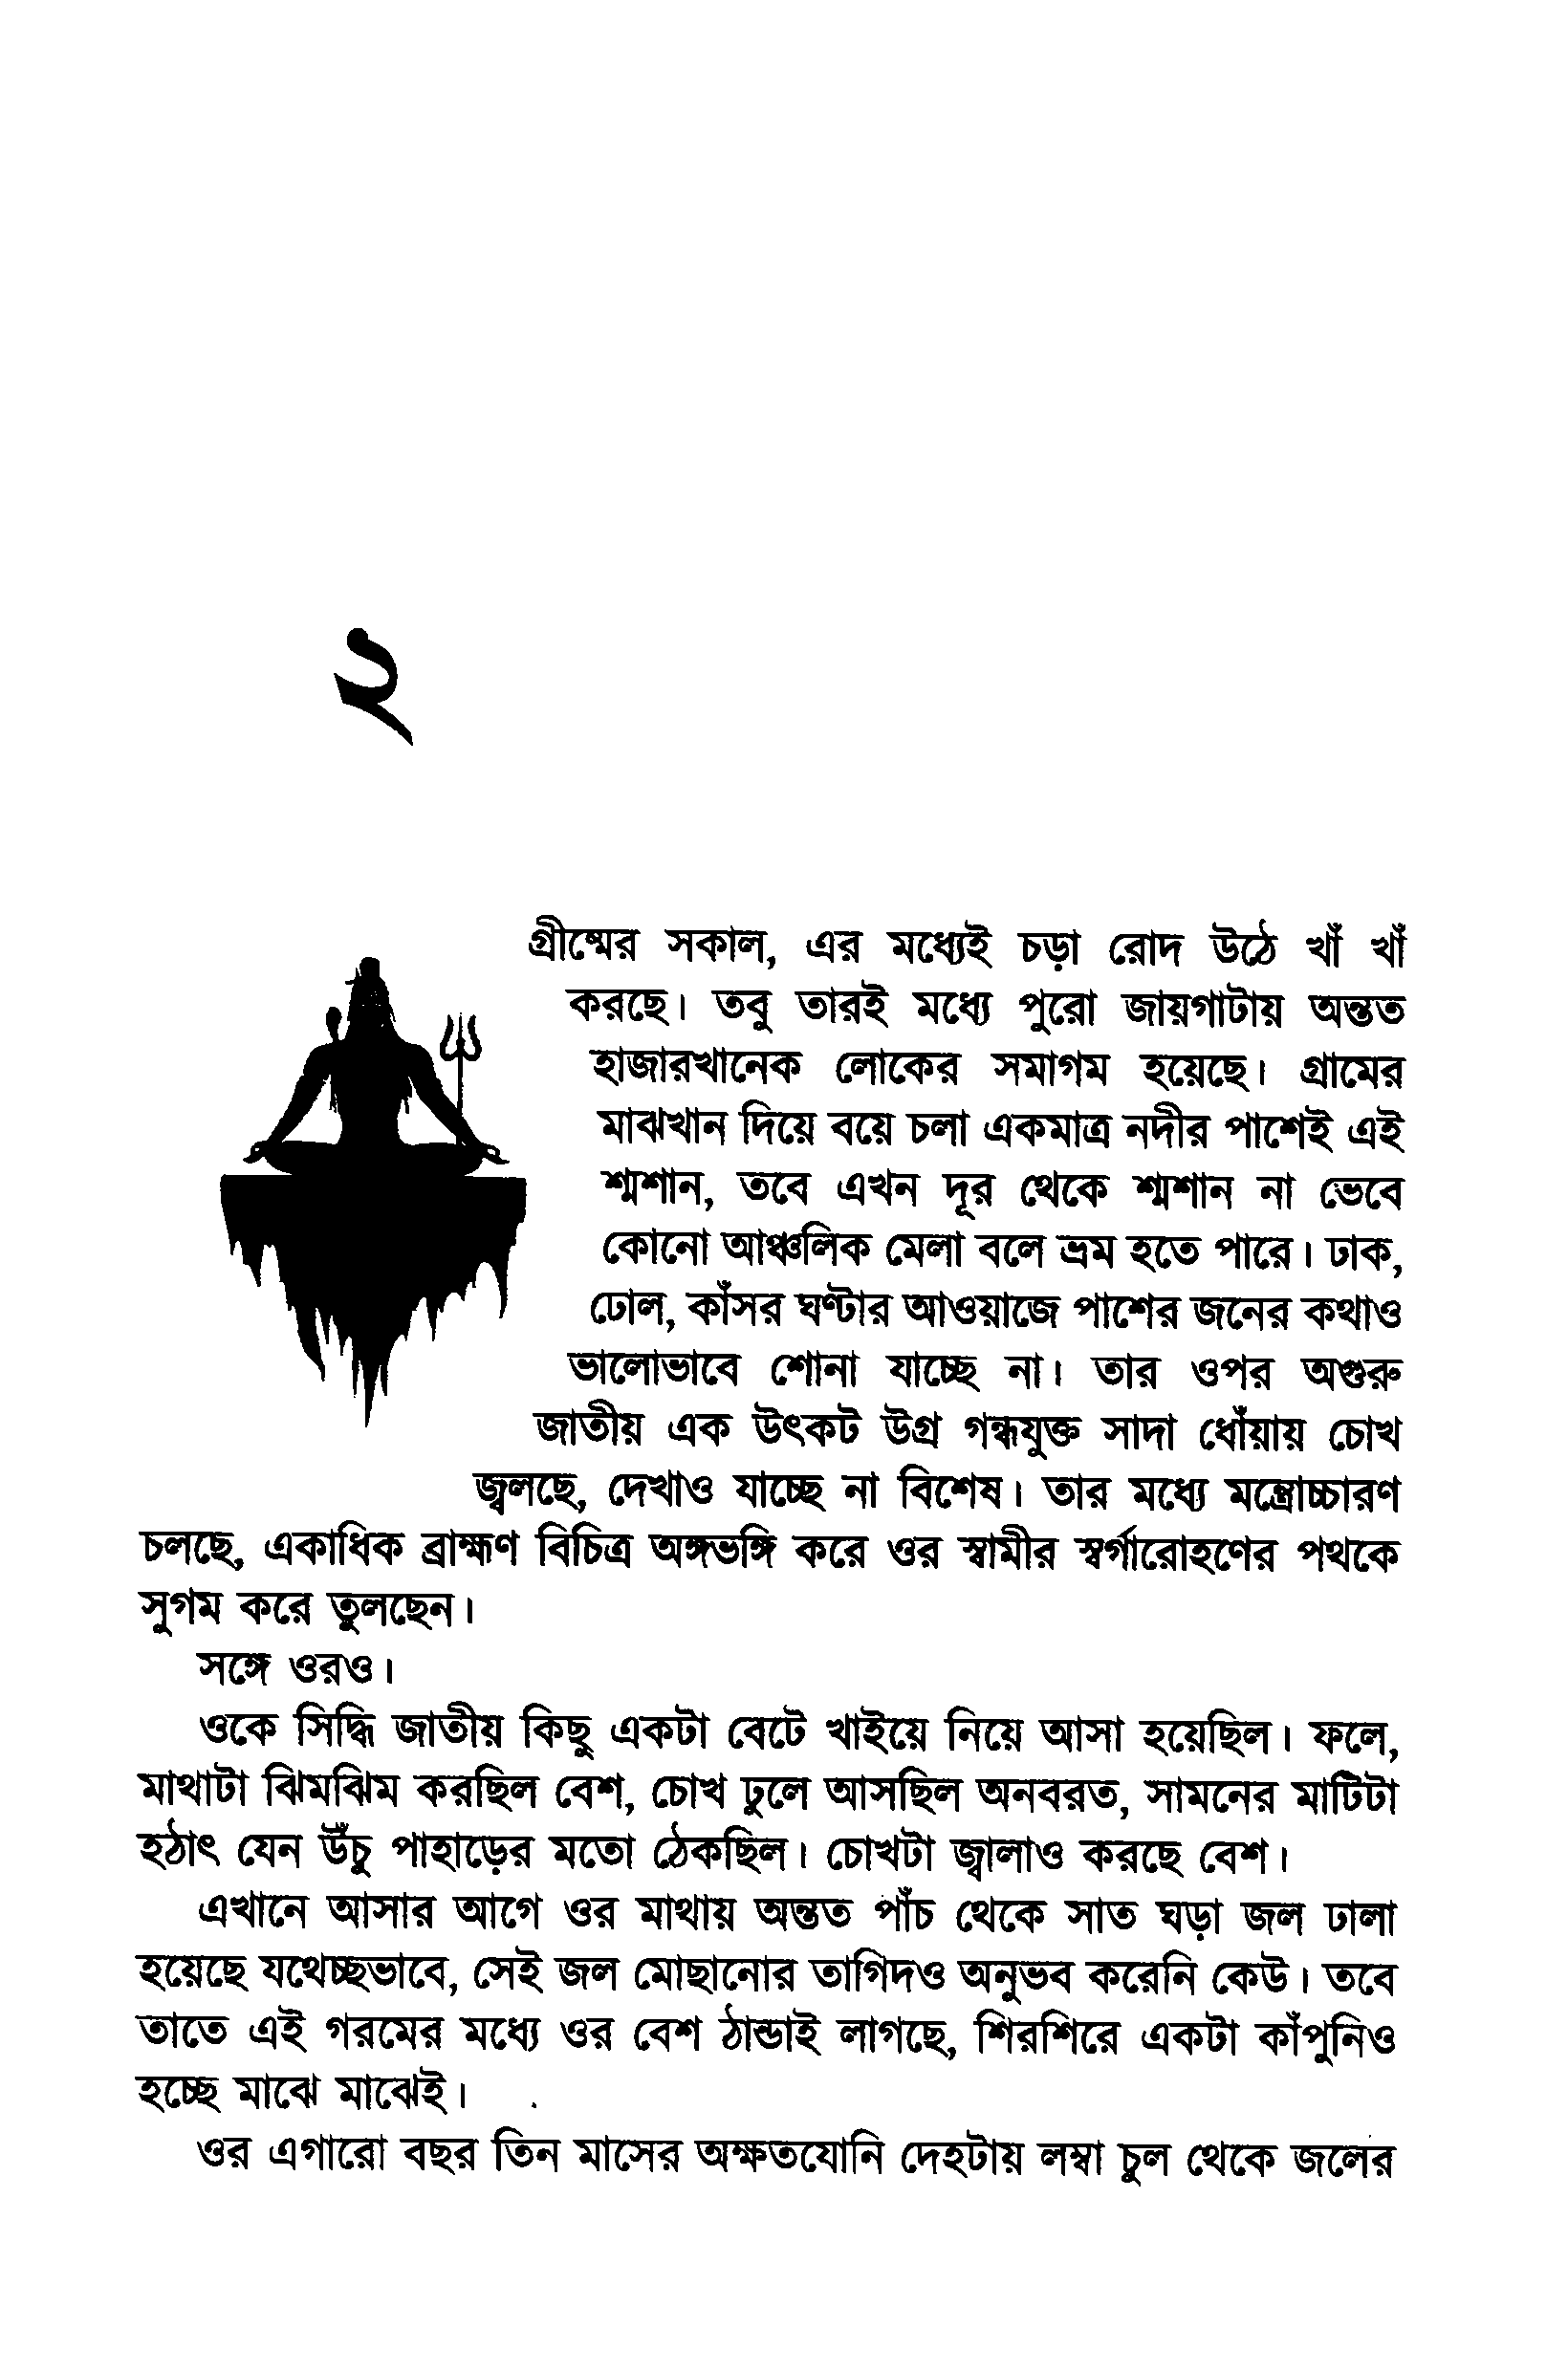 ২
গ্রীষ্মের সকাল, এর মধ্যেই চড়া রোদ উঠে খাঁ খাঁ
করছে। তবু তারই মধ্যে পুরো জায়গাটায় অন্তত
হাজারখানেক লোকের সমাগম হয়েছে। গ্রামের
মাঝখান দিয়ে বয়ে চলা একমাত্র নদীর পাশেই এই
শ্মশান, তবে এখন দূর থেকে শ্মশান না ভেবে
কোনো আঞ্চলিক মেলা বলে ভ্রম হতে পারে। ঢাক,
ঢোল, কাঁসর ঘণ্টার আওয়াজে পাশের জনের কথাও
ভালোভাবে শোনা যাচ্ছে না। তার ওপর অগুরু
জাতীয় এক উৎকট উগ্র গন্ধযুক্ত সাদা ধোঁয়ায় চোখ
জ্বলছে, দেখাও যাচ্ছে না বিশেষ। তার মধ্যে মন্ত্রোচ্চারণ
চলছে, একাধিক ব্রাহ্মণ বিচিত্র অঙ্গভঙ্গি করে ওর স্বামীর স্বর্গারোহণের পথকে
সুগম করে তুলছেন।
সঙ্গে ওরও।
ওকে সিদ্ধি জাতীয় কিছু একটা বেটে খাইয়ে নিয়ে আসা হয়েছিল। ফলে,
মাথাটা ঝিমঝিম করছিল বেশ, চোখ ঢুলে আসছিল অনবরত, সামনের মাটিটা
হঠাৎ যেন উঁচু পাহাড়ের মতো ঠেকছিল। চোখটা জ্বালাও করছে বেশ।
এখানে আসার আগে ওর মাথায় অন্তত পাঁচ থেকে সাত ঘড়া জল ঢালা
হয়েছে যথেচ্ছভাবে, সেই জল মোছানোর তাগিদও অনুভব করেনি কেউ। তবে
তাতে এই গরমের মধ্যে ওর বেশ ঠান্ডাই লাগছে, শিরশিরে একটা কাঁপুনিও
হচ্ছে মাঝে মাঝেই।
ওর এগারো বছর তিন মাসের অক্ষতযোনি দেহটায় লম্বা চুল থেকে জলের